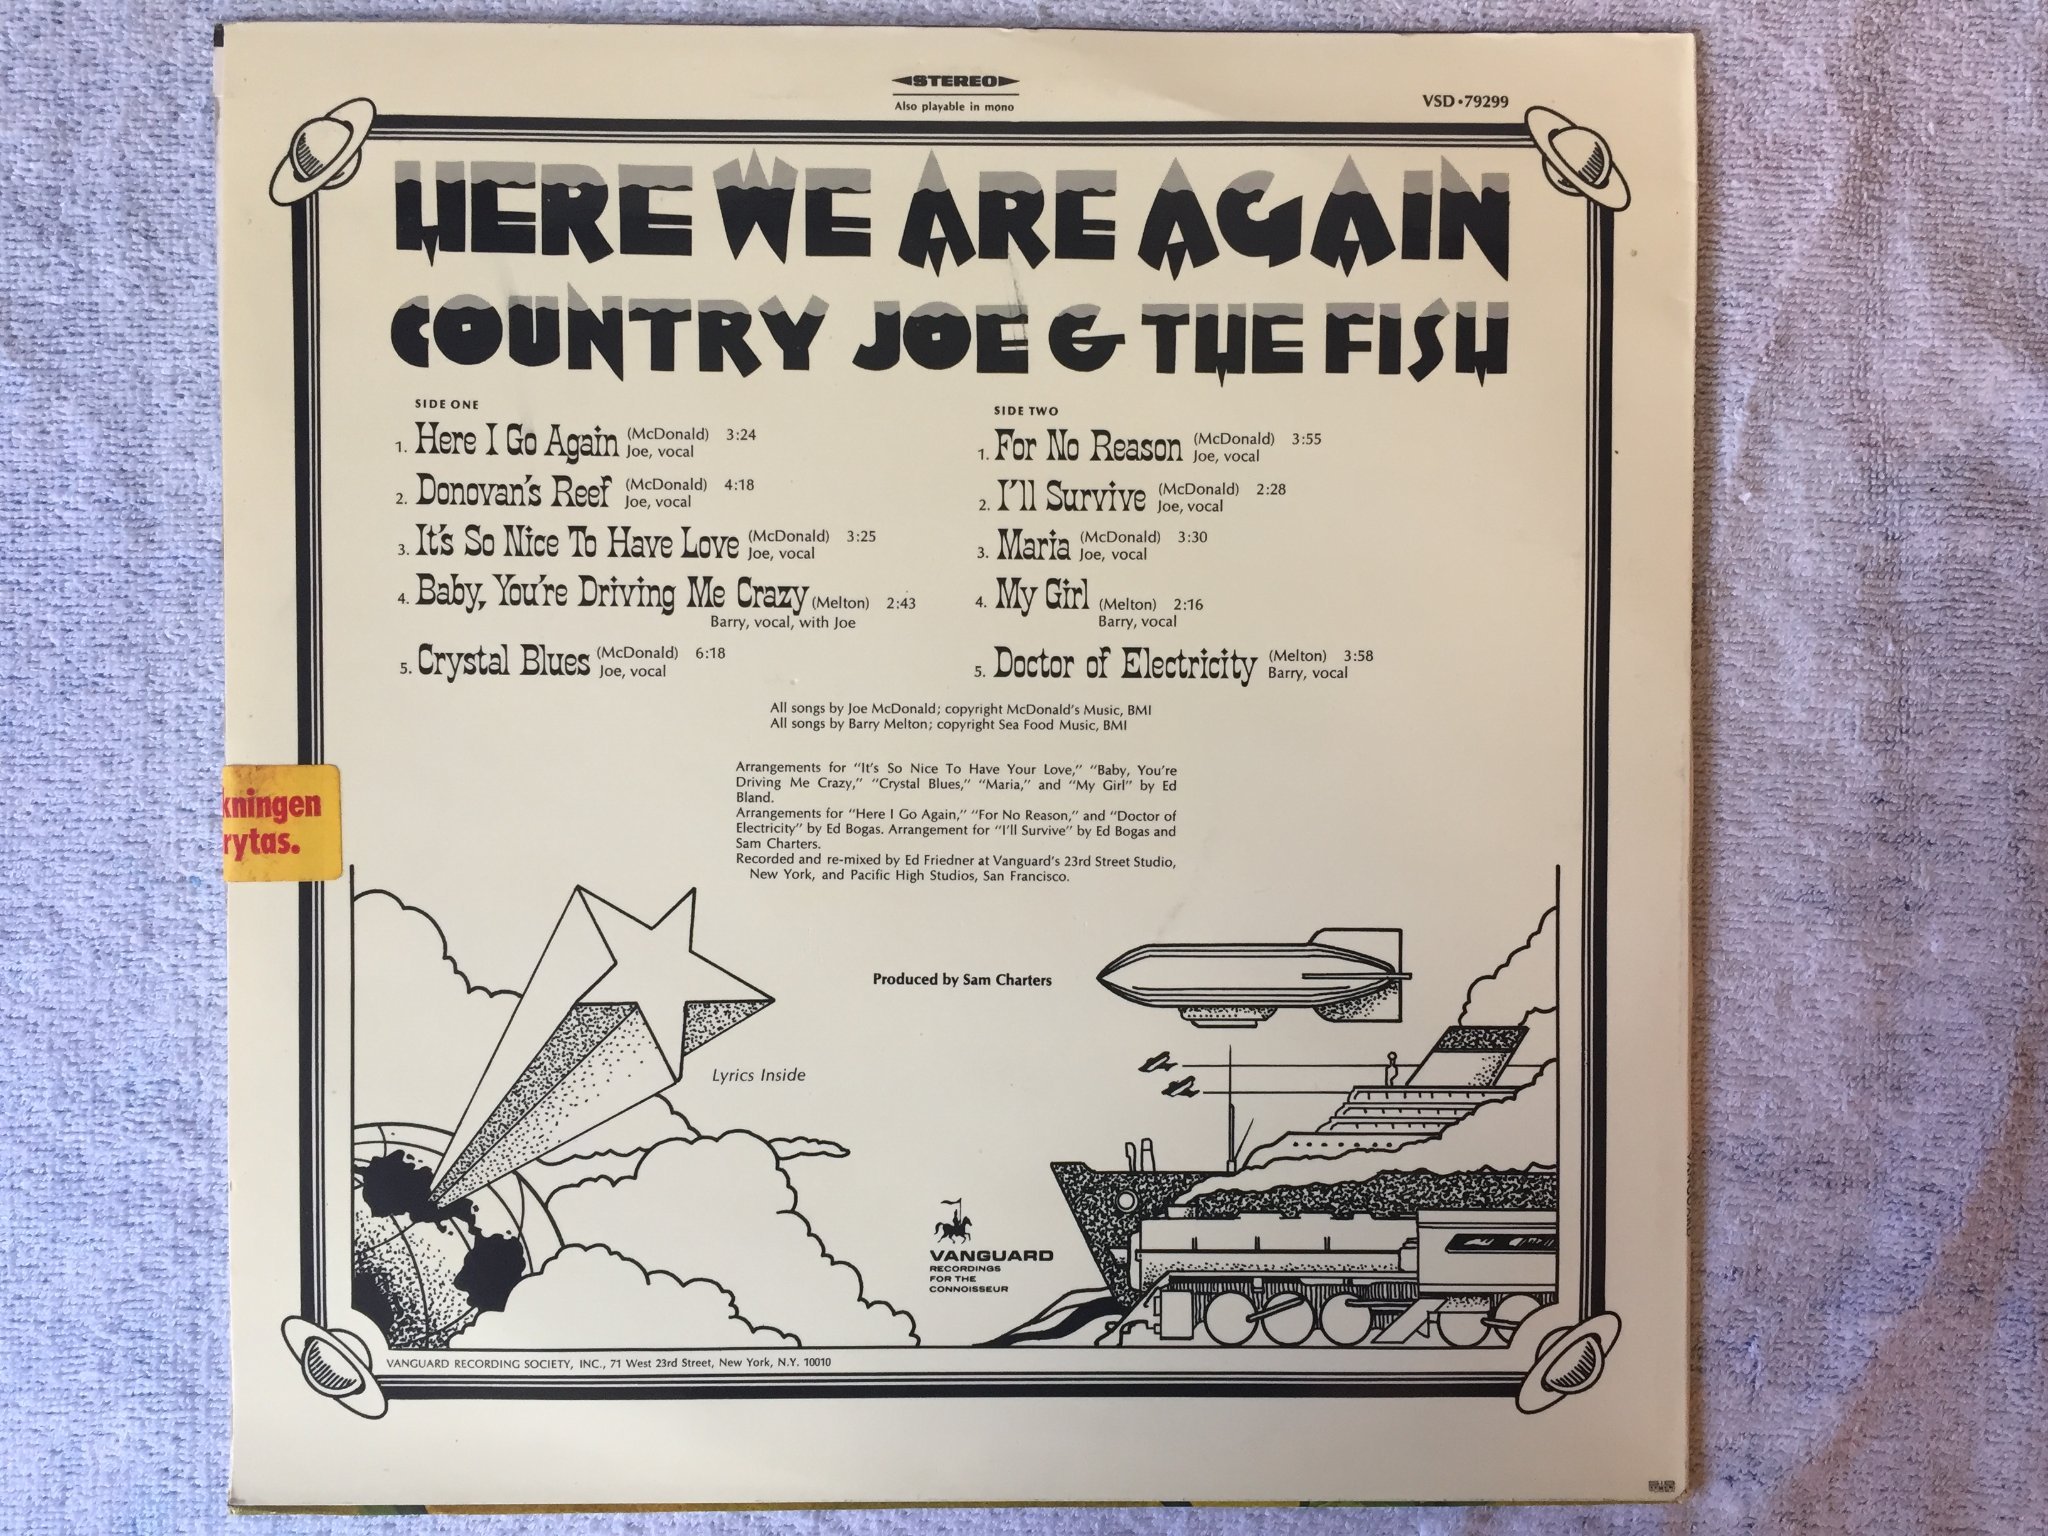 STEREO
Also playable in mono
VSD•79299
HERE WE ARE AGAIN
COUNTRY JOE & THE FISH
SIDE ONE
1. Here I Go Again (McDonald) 3:24
Joe, vocal
2. Donovan's Reef (McDonald) 4:18
Joe, vocal
3. It's So Nice To Have Love (McDonald) 3:25
Joe, vocal
4. Baby, You're Driving Me Crazy (Melton) 2:43
Barry, vocal, with Joe
5. Crystal Blues (McDonald) 6:18
Joe, vocal
SIDE TWO
1. For No Reason (McDonald) 3:55
Joe, vocal
2. I'll Survive (McDonald) 2:28
Joe, vocal
3. Maria (McDonald) 3:30
Joe, vocal
4. My Girl (Melton) 2:16
Barry, vocal
5. Doctor of Electricity (Melton) 3:58
Barry, vocal
All songs by Joe McDonald; copyright McDonald's Music, BMI
All songs by Barry Melton; copyright Sea Food Music, BMI
Arrangements for "It's So Nice To Have Your Love," "Baby, You're
Driving Me Crazy," "Crystal Blues," "Maria," and "My Girl" by Ed
Bland.
Arrangements for "Here I Go Again," "For No Reason," and "Doctor of
Electricity" by Ed Bogas. Arrangement for "I'll Survive" by Ed Bogas and
Sam Charters.
Recorded and re-mixed by Ed Friedner at Vanguard's 23rd Street Studio,
New York, and Pacific High Studios, San Francisco.
kningen
rytas.
Produced by Sam Charters
Lyrics Inside
VANGUARD
RECORDINGS
FOR THE
CONNOISSEUR
VANGUARD RECORDING SOCIETY, INC., 71 West 23rd Street, New York, N.Y. 10010